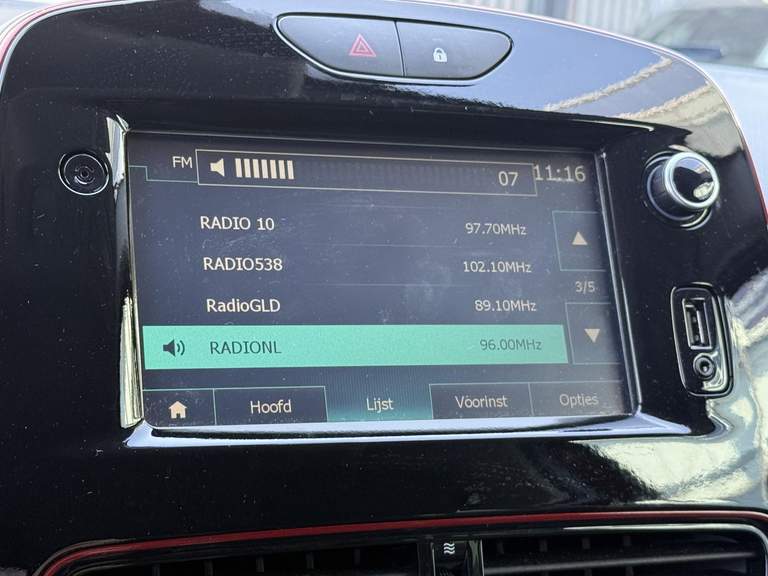 FM 07 11:16
RADIO 10 97.70MHz
RADIO538 102.10MHz
3/5
RadioGLD 89.10MHz
RADIONL 96.00MHz
Hoofd Lijst Voorinst Opties